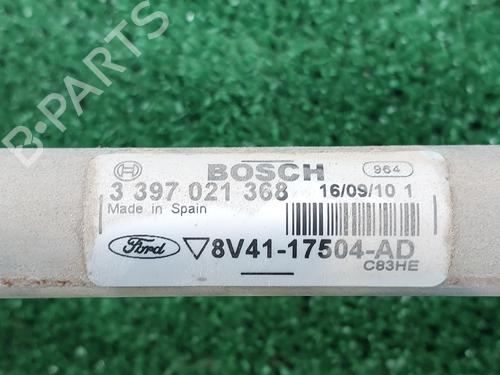 B-PARTS
BOSCH
964
3 397 021 368
16/09/10 1
Made in Spain
Ford
8V41-17504-AD
C83HE